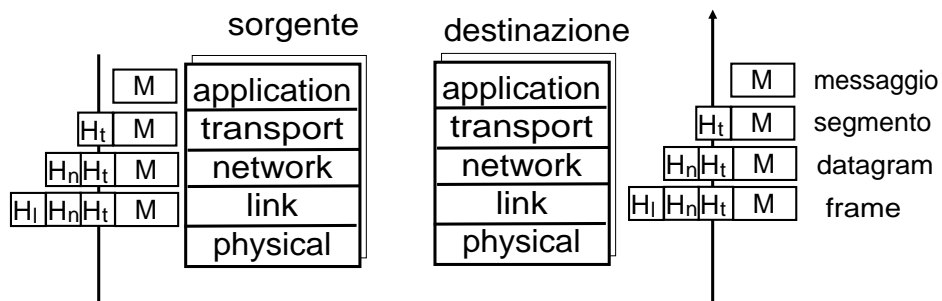 sorgente destinazione
M application application M messaggio
Ht M transport transport Ht M segmento
Hn Ht M network network Hn Ht M datagram
Hl Hn Ht M link link Hl Hn Ht M frame
physical physical